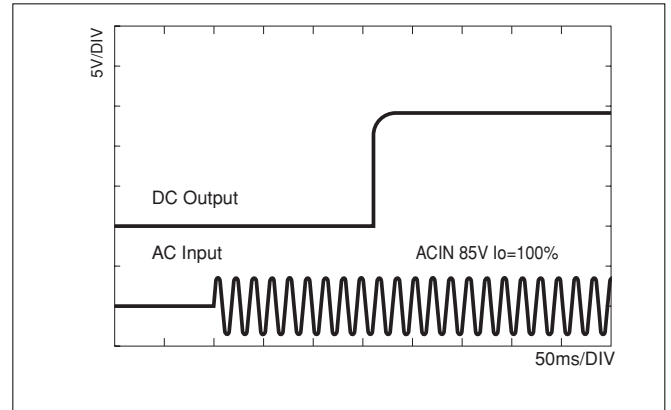 5V/DIV
DC Output
AC Input
ACIN 85V Io=100%
50ms/DIV